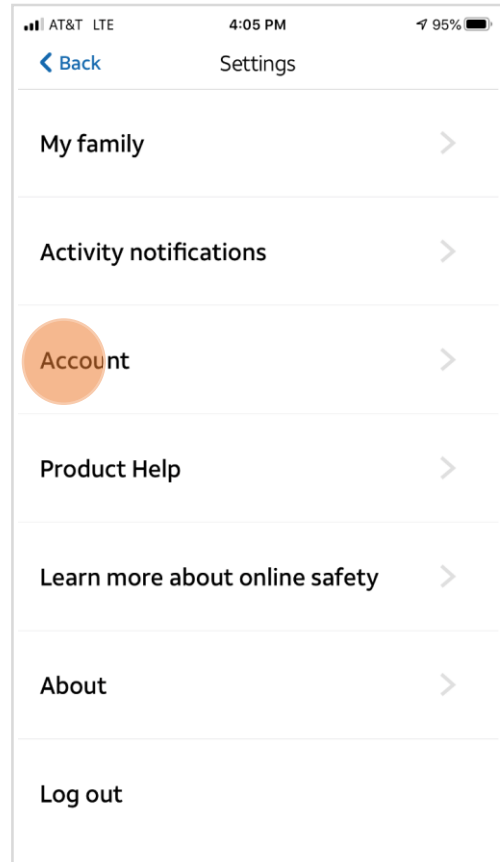 AT&T LTE 4:05 PM 95%
Back Settings
My family
Activity notifications
Account
Product Help
Learn more about online safety
About
Log out